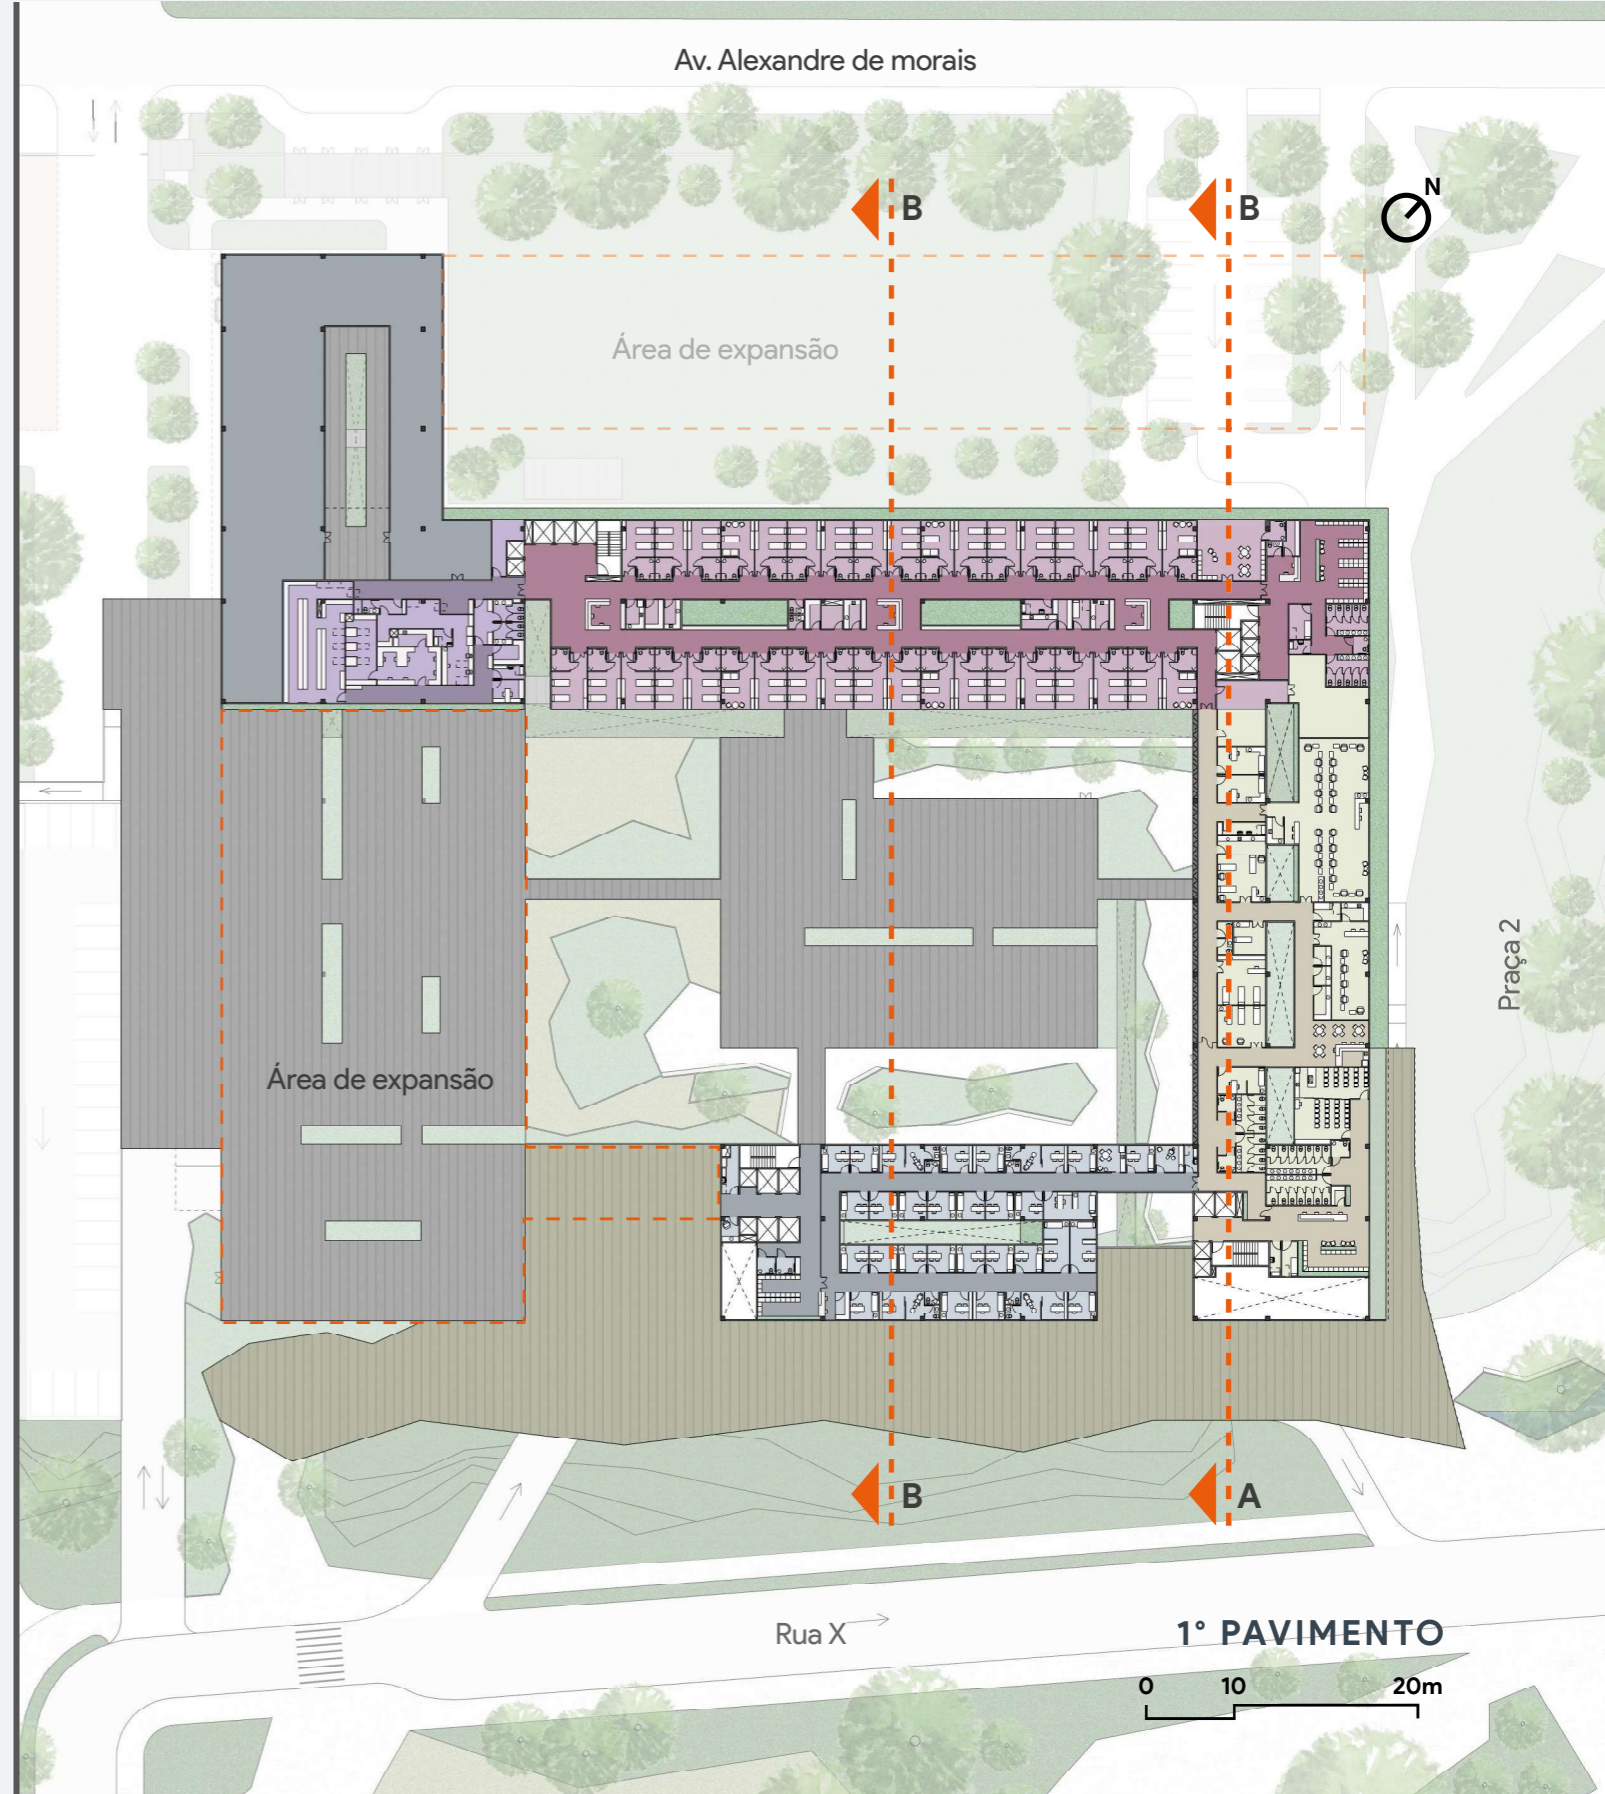 Av. Alexandre de morais
N
B
B
Área de expansão
Praça 2
Área de expansão
B
A
Rua X
1° PAVIMENTO
0 10 20m